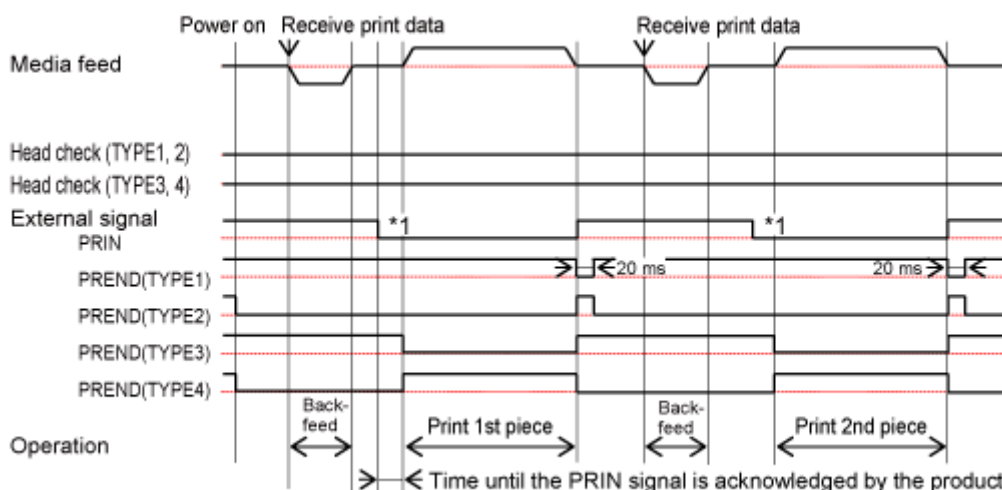 Power on Receive print data Receive print data
Media feed
Head check (TYPE1, 2)
Head check (TYPE3, 4)
External signal
PRIN *1 *1
PREND(TYPE1) 20 ms 20 ms
PREND(TYPE2)
PREND(TYPE3)
PREND(TYPE4)
Operation Back-
feed Print 1st piece Back-
feed Print 2nd piece
Time until the PRIN signal is acknowledged by the product